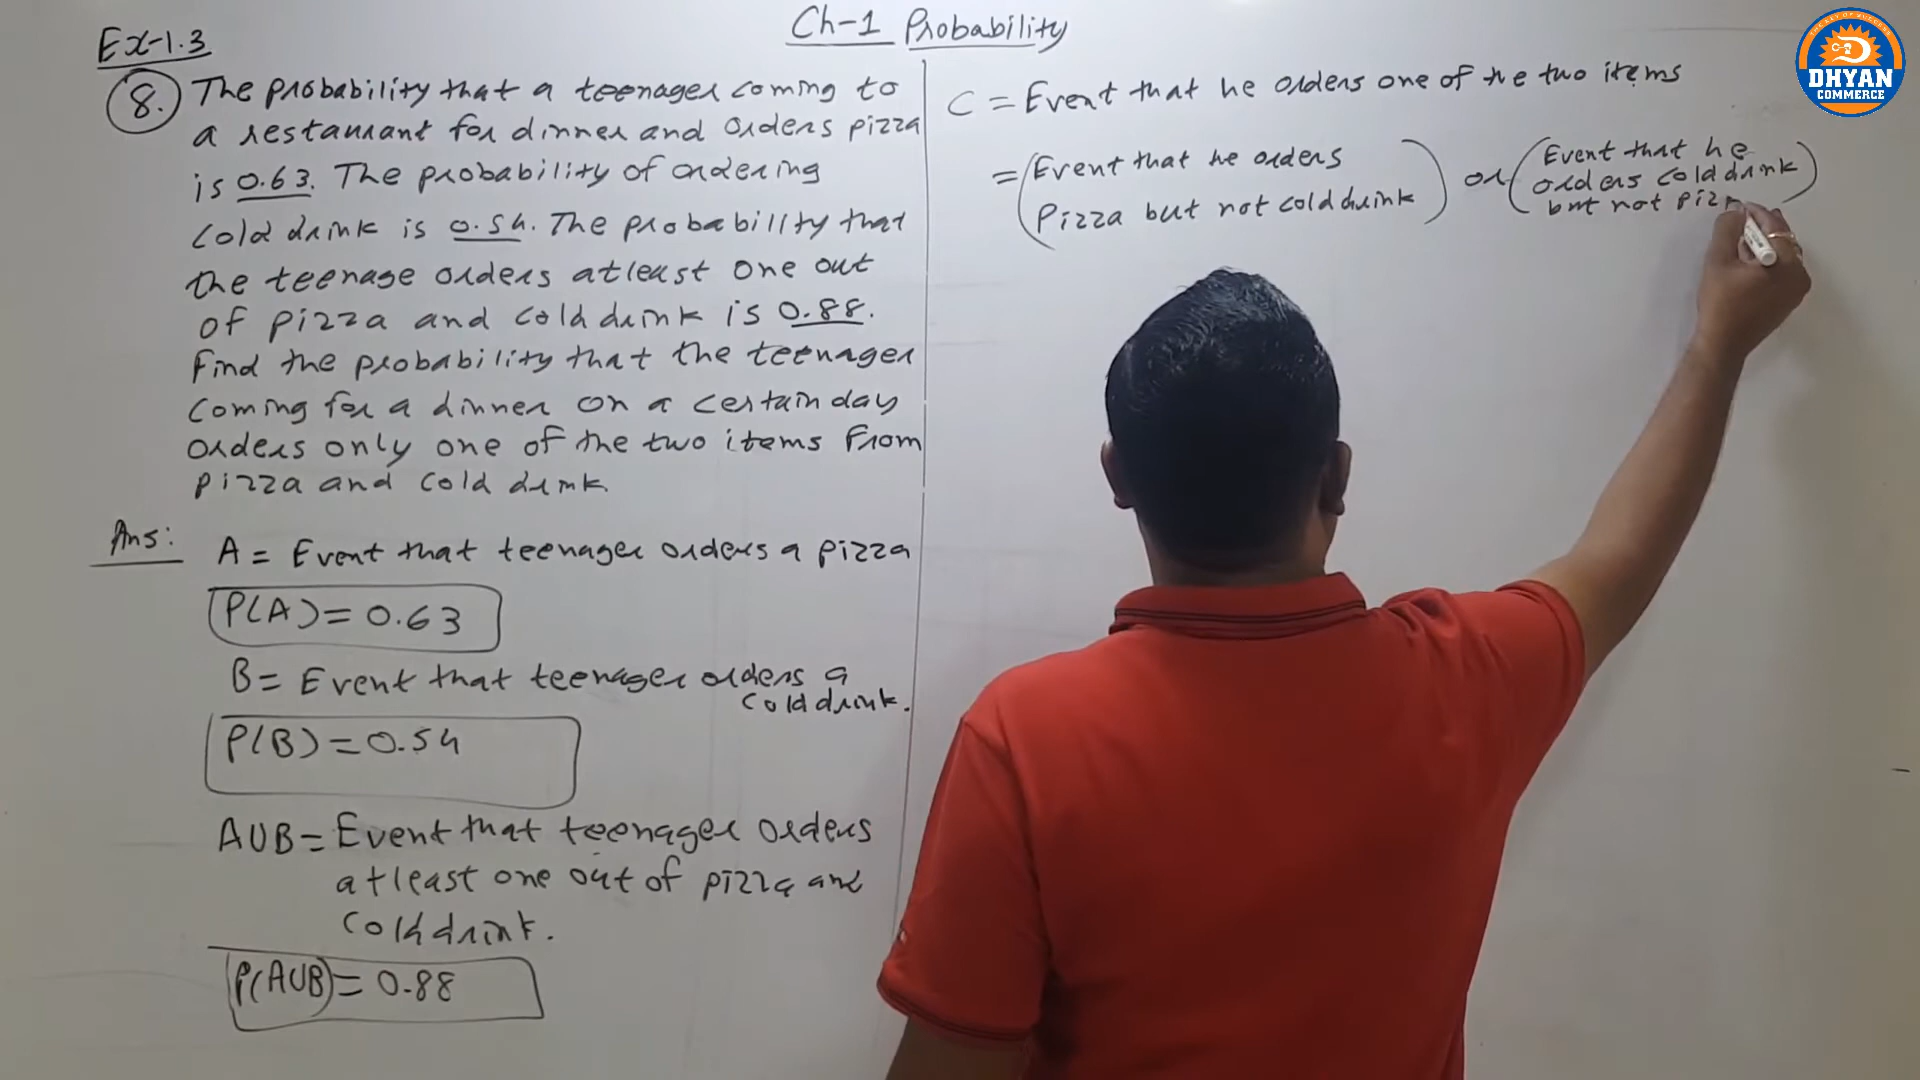 Ch-1 Probability
Ex-1.3
8. The probability that a teenager coming to
a restaurant for dinner and orders pizza
is 0.63. The probability of ordering
cold drink is 0.54. The probabillty that
the teenage orders atleast one out
of pizza and cold drink is 0.88.
Find the probability that the teenager
coming for a dinner on a certain day
orders only one of the two items from
pizza and cold drink.
Ans:
A = Event that teenager orders a pizza
P(A) = 0.63
B = Event that teenager orders a
cold drink.
P(B) = 0.54
AUB = Event that teenager orders
atleast one out of pizza and
cold drink.
P(AUB) = 0.88
C = Event that he orders one of the two items
= (Event that he orders
Pizza but not cold drink) or (Event that he
orders cold drink
but not piz
THE KEY OF SUCCESS
DHYAN
COMMERCE